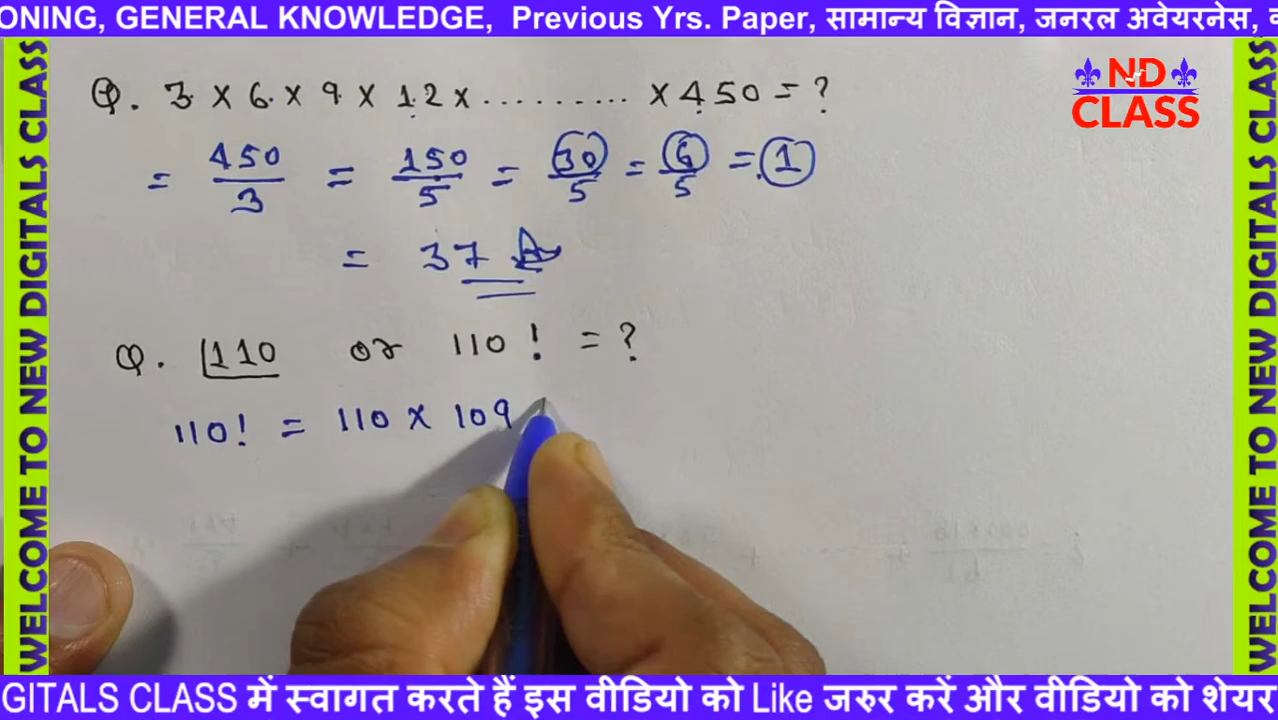 ONING, GENERAL KNOWLEDGE, Previous Yrs. Paper, सामान्य विज्ञान, जनरल अवेयरनेस,
WELCOME TO NEW DIGITALS CLASS
ND
CLASS
WELCOME TO NEW DIGITALS CLASS
Q. 3 x 6 x 9 x 12 x .......... x 450 = ?
= 450/3 = 150/5 = 30/5 = 6/5 = 1
= 37
Q. |110 or 110! = ?
110! = 110 x 109
GITALS CLASS में स्वागत करते हैं इस वीडियो को Like जरुर करें और वीडियो को शेयर